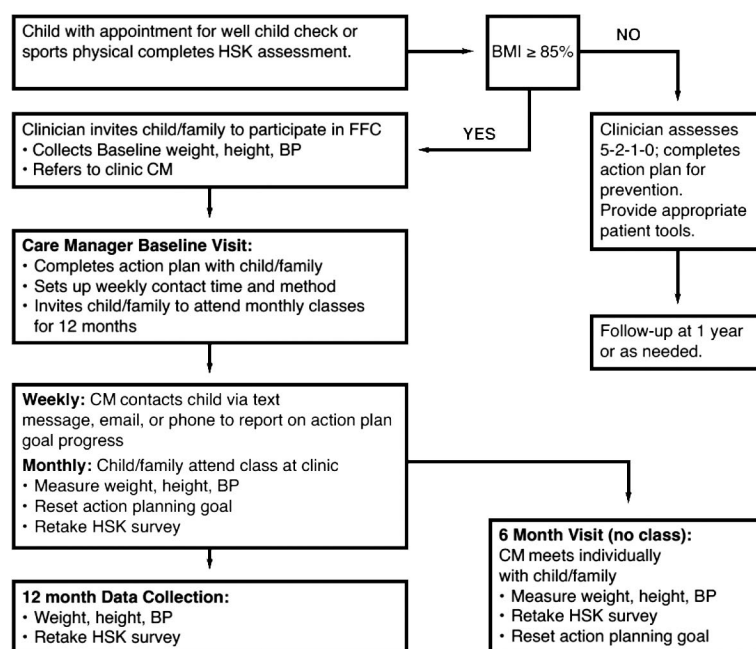 Child with appointment for well child check or
sports physical completes HSK assessment.
BMI ≥ 85%
NO
YES
Clinician invites child/family to participate in FFC
• Collects Baseline weight, height, BP
• Refers to clinic CM
Clinician assesses
5-2-1-0; completes
action plan for
prevention.
Provide appropriate
patient tools.
Care Manager Baseline Visit:
• Completes action plan with child/family
• Sets up weekly contact time and method
• Invites child/family to attend monthly classes
for 12 months
Follow-up at 1 year
or as needed.
Weekly: CM contacts child via text
message, email, or phone to report on action plan
goal progress
Monthly: Child/family attend class at clinic
• Measure weight, height, BP
• Reset action planning goal
• Retake HSK survey
6 Month Visit (no class):
CM meets individually
with child/family
• Measure weight, height, BP
• Retake HSK survey
• Reset action planning goal
12 month Data Collection:
• Weight, height, BP
• Retake HSK survey